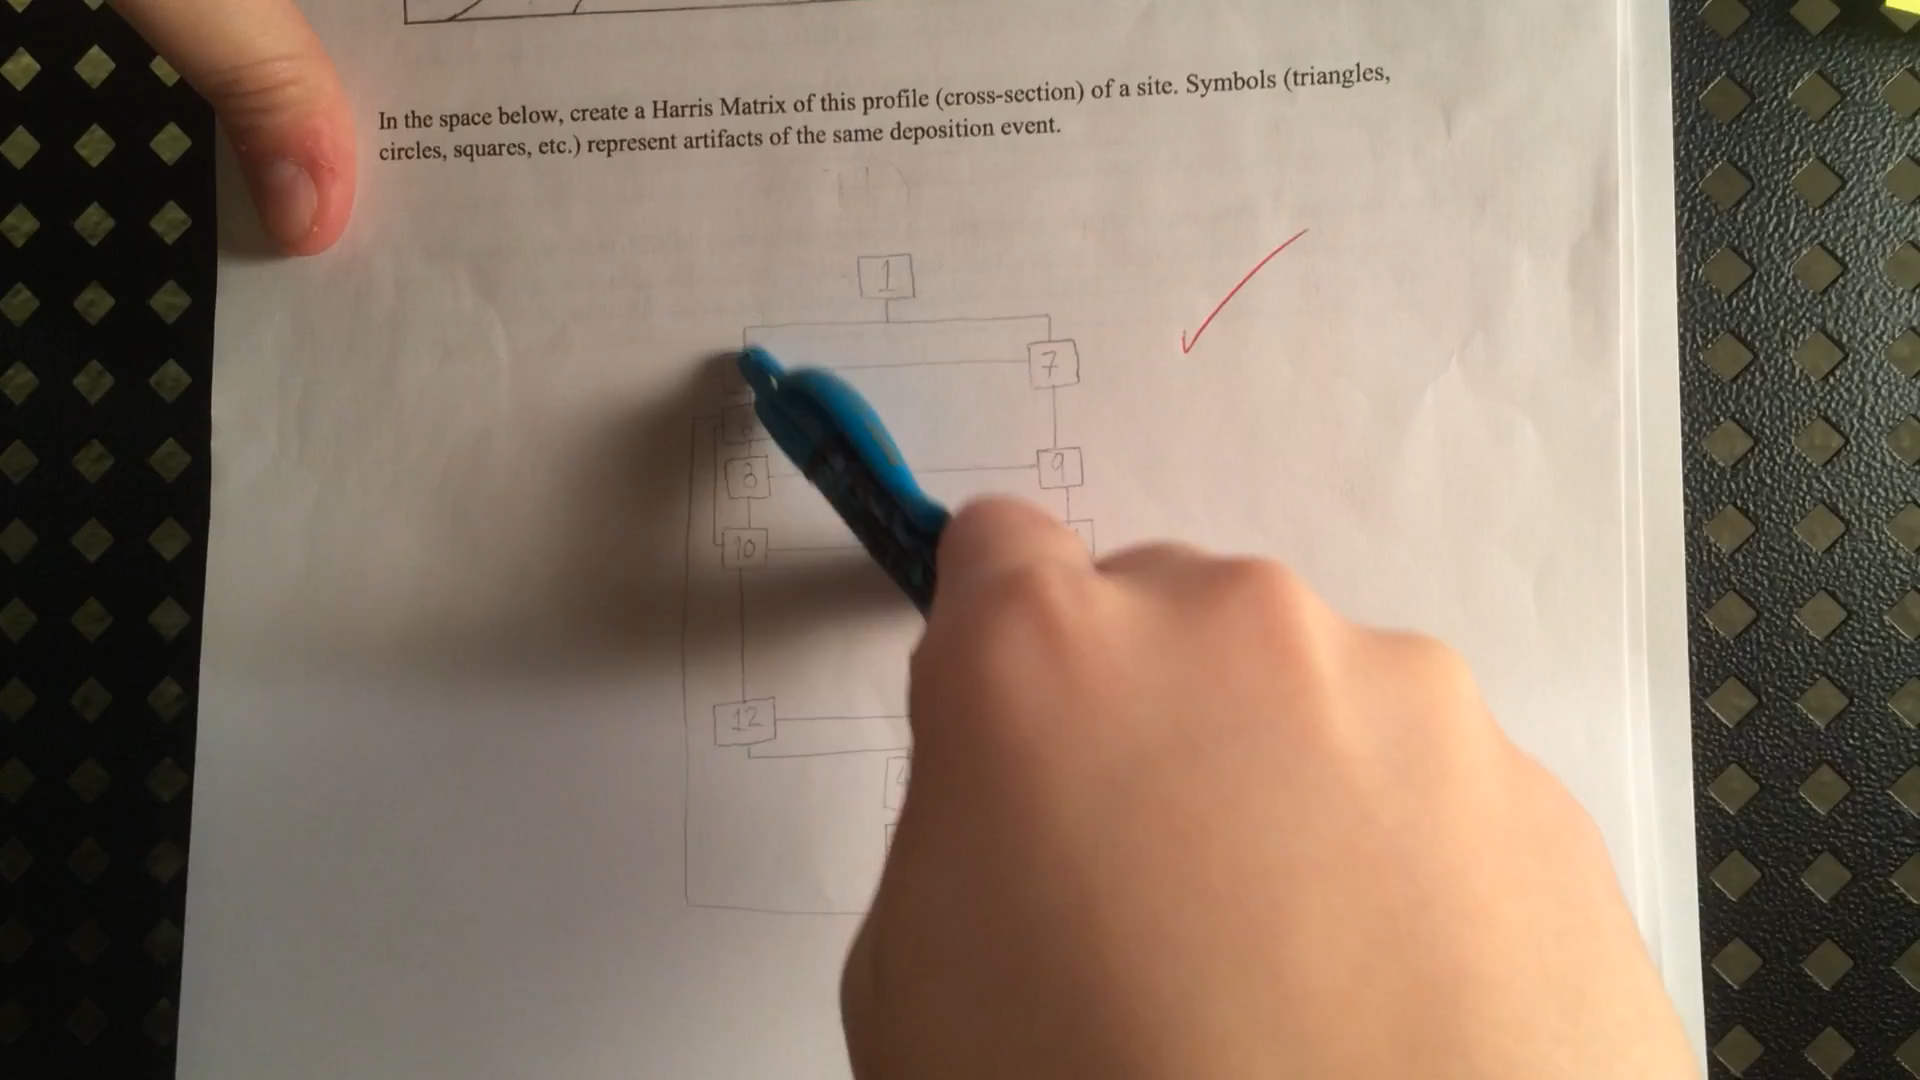 In the space below, create a Harris Matrix of this profile (cross-section) of a site. Symbols (triangles,
circles, squares, etc.) represent artifacts of the same deposition event.
1
7
9
10
12